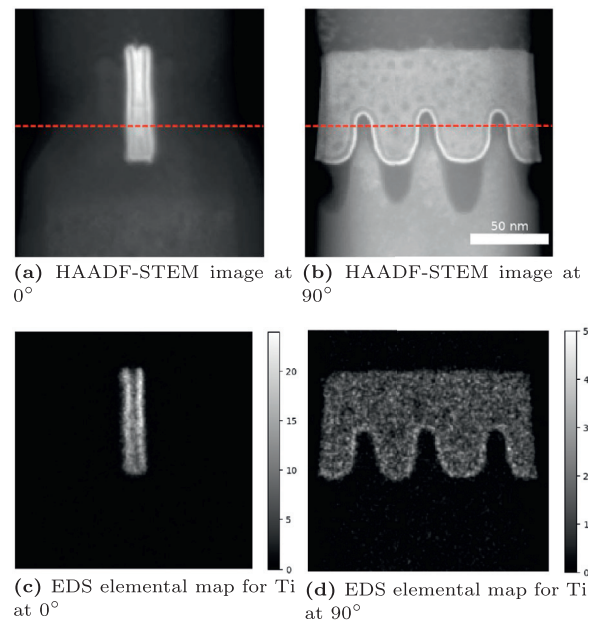 50 nm
(a) HAADF-STEM image at
0°
(b) HAADF-STEM image at
90°
20
15
10
5
0
5
4
3
2
1
0
(c) EDS elemental map for Ti
at 0°
(d) EDS elemental map for Ti
at 90°